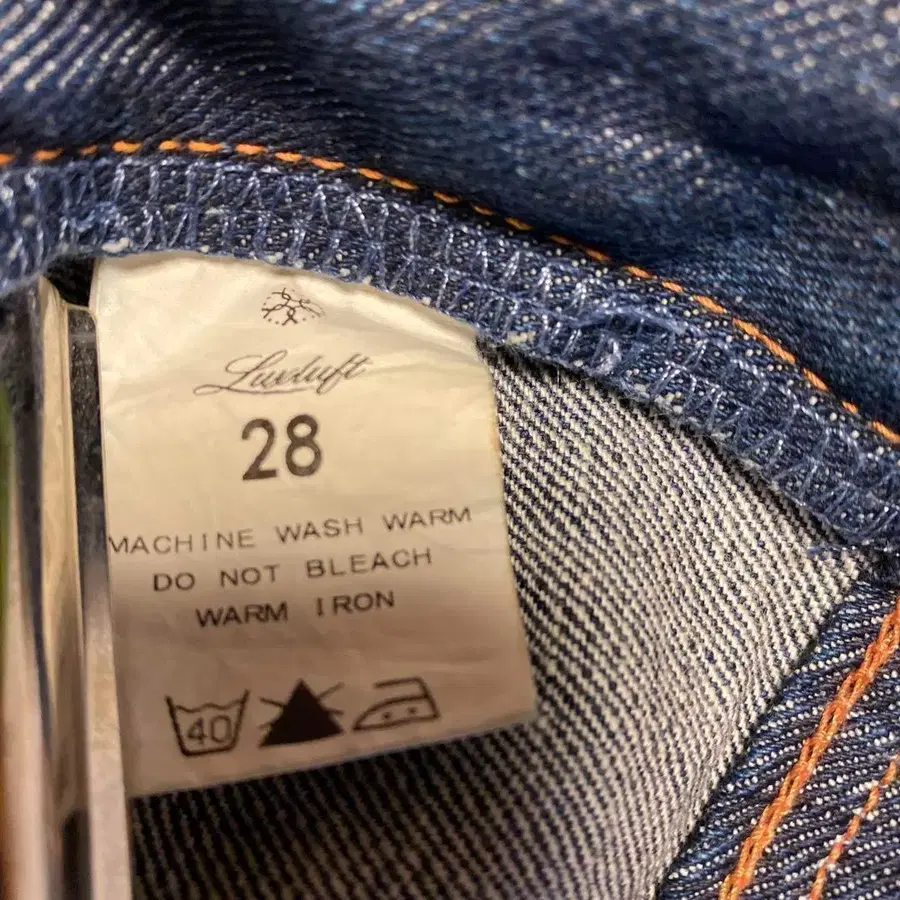 Luxluft
28
MACHINE WASH WARM
DO NOT BLEACH
WARM IRON
40